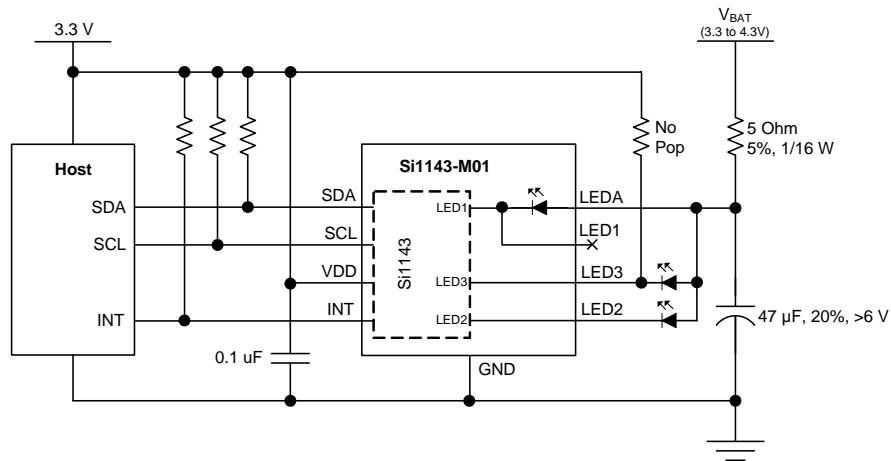 3.3 V
VBAT
(3.3 to 4.3V)
No
Pop
5 Ohm
5%, 1/16 W
Host
Si1143-M01
SDA
SDA
LED1
LEDA
LED1
SCL
SCL
Si1143
VDD
LED3
LED3
INT
INT
LED2
LED2
47 µF, 20%, >6 V
0.1 uF
GND